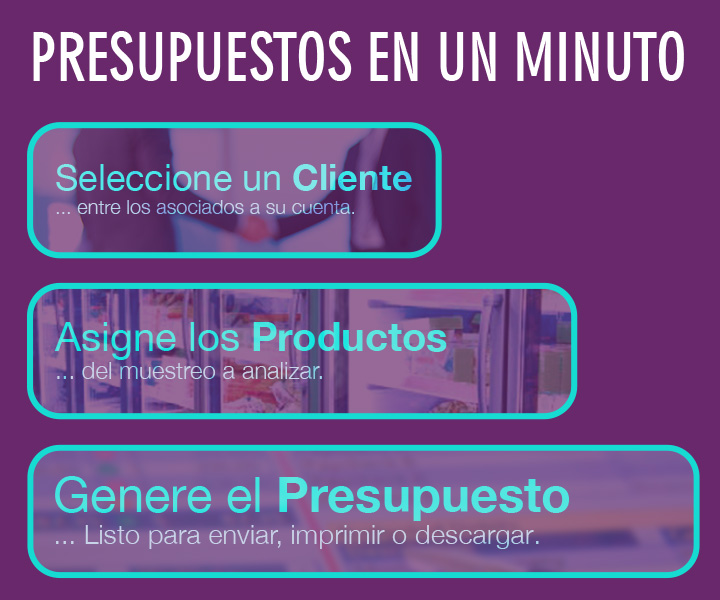 PRESUPUESTOS EN UN MINUTO
Seleccione un Cliente
... entre los asociados a su cuenta.
Asigne los Productos
... del muestreo a analizar.
Genere el Presupuesto
... Listo para enviar, imprimir o descargar.